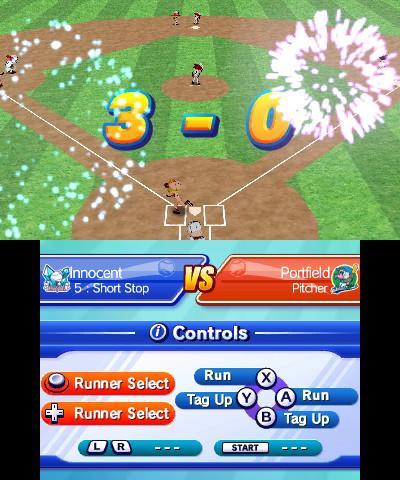 3 - 0
Innocent
5 : Short Stop
VS
Portfield
Pitcher
i Controls
Runner Select
Runner Select
Run X
Tag Up Y A Run
B Tag Up
L R ---
START ---